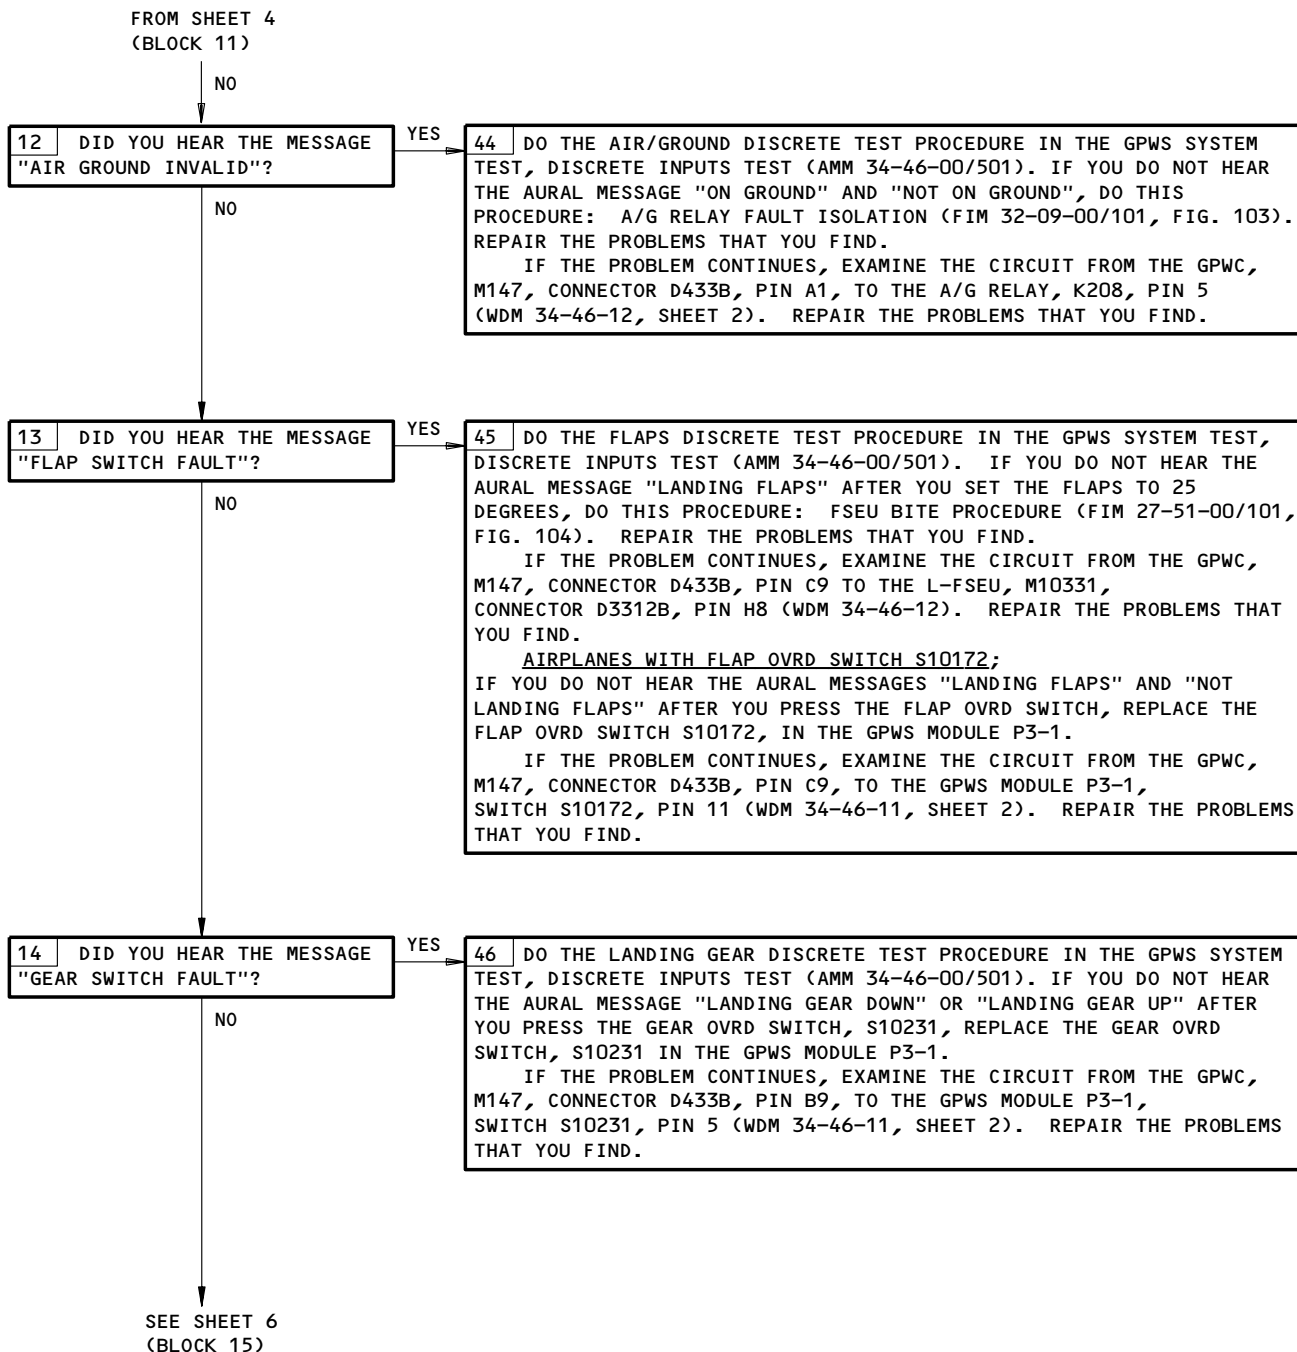 FROM SHEET 4
(BLOCK 11)
NO
12 DID YOU HEAR THE MESSAGE
"AIR GROUND INVALID"?
YES
NO
44 DO THE AIR/GROUND DISCRETE TEST PROCEDURE IN THE GPWS SYSTEM
TEST, DISCRETE INPUTS TEST (AMM 34-46-00/501). IF YOU DO NOT HEAR
THE AURAL MESSAGE "ON GROUND" AND "NOT ON GROUND", DO THIS
PROCEDURE: A/G RELAY FAULT ISOLATION (FIM 32-09-00/101, FIG. 103).
REPAIR THE PROBLEMS THAT YOU FIND.
IF THE PROBLEM CONTINUES, EXAMINE THE CIRCUIT FROM THE GPWC,
M147, CONNECTOR D433B, PIN A1, TO THE A/G RELAY, K208, PIN 5
(WDM 34-46-12, SHEET 2). REPAIR THE PROBLEMS THAT YOU FIND.
13 DID YOU HEAR THE MESSAGE
"FLAP SWITCH FAULT"?
YES
NO
45 DO THE FLAPS DISCRETE TEST PROCEDURE IN THE GPWS SYSTEM TEST,
DISCRETE INPUTS TEST (AMM 34-46-00/501). IF YOU DO NOT HEAR THE
AURAL MESSAGE "LANDING FLAPS" AFTER YOU SET THE FLAPS TO 25
DEGREES, DO THIS PROCEDURE: FSEU BITE PROCEDURE (FIM 27-51-00/101,
FIG. 104). REPAIR THE PROBLEMS THAT YOU FIND.
IF THE PROBLEM CONTINUES, EXAMINE THE CIRCUIT FROM THE GPWC,
M147, CONNECTOR D433B, PIN C9 TO THE L-FSEU, M10331,
CONNECTOR D3312B, PIN H8 (WDM 34-46-12). REPAIR THE PROBLEMS THAT
YOU FIND.
AIRPLANES WITH FLAP OVRD SWITCH S10172;
IF YOU DO NOT HEAR THE AURAL MESSAGES "LANDING FLAPS" AND "NOT
LANDING FLAPS" AFTER YOU PRESS THE FLAP OVRD SWITCH, REPLACE THE
FLAP OVRD SWITCH S10172, IN THE GPWS MODULE P3-1.
IF THE PROBLEM CONTINUES, EXAMINE THE CIRCUIT FROM THE GPWC,
M147, CONNECTOR D433B, PIN C9, TO THE GPWS MODULE P3-1,
SWITCH S10172, PIN 11 (WDM 34-46-11, SHEET 2). REPAIR THE PROBLEMS
THAT YOU FIND.
14 DID YOU HEAR THE MESSAGE
"GEAR SWITCH FAULT"?
YES
NO
46 DO THE LANDING GEAR DISCRETE TEST PROCEDURE IN THE GPWS SYSTEM
TEST, DISCRETE INPUTS TEST (AMM 34-46-00/501). IF YOU DO NOT HEAR
THE AURAL MESSAGE "LANDING GEAR DOWN" OR "LANDING GEAR UP" AFTER
YOU PRESS THE GEAR OVRD SWITCH, S10231, REPLACE THE GEAR OVRD
SWITCH, S10231 IN THE GPWS MODULE P3-1.
IF THE PROBLEM CONTINUES, EXAMINE THE CIRCUIT FROM THE GPWC,
M147, CONNECTOR D433B, PIN B9, TO THE GPWS MODULE P3-1,
SWITCH S10231, PIN 5 (WDM 34-46-11, SHEET 2). REPAIR THE PROBLEMS
THAT YOU FIND.
SEE SHEET 6
(BLOCK 15)